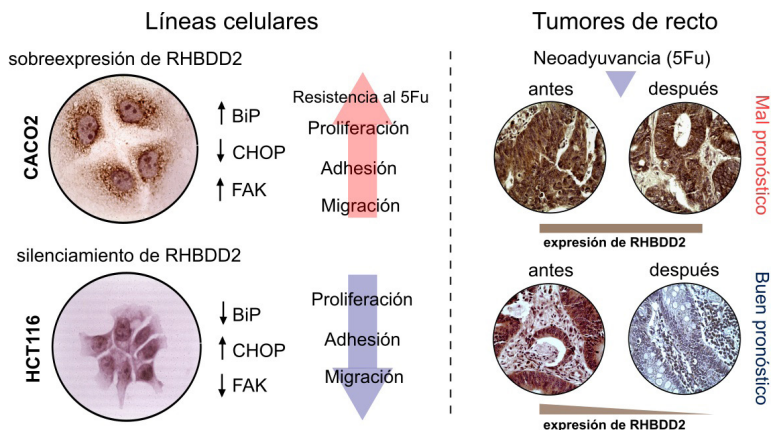 Líneas celulares
sobreexpresión de RHBDD2
CACO2
↑ BiP
↓ CHOP
↑ FAK
Resistencia al 5Fu
Proliferación
Adhesión
Migración
silenciamiento de RHBDD2
HCT116
↓ BiP
↑ CHOP
↓ FAK
Proliferación
Adhesión
Migración
Tumores de recto
Neoadyuvancia (5Fu)
antes después
Mal pronóstico
expresión de RHBDD2
antes después
Buen pronóstico
expresión de RHBDD2